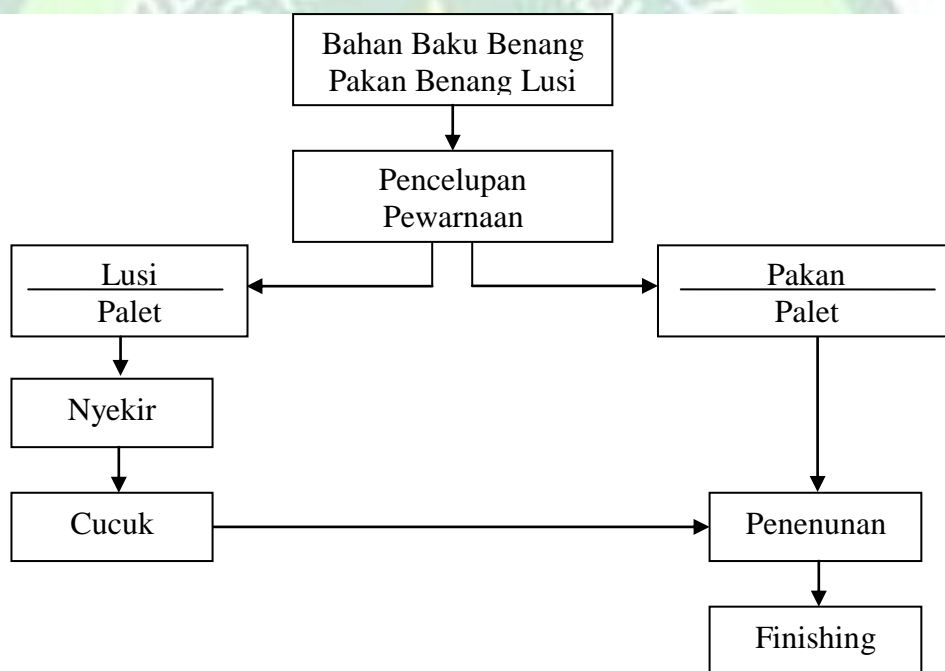 Bahan Baku Benang
Pakan Benang Lusi
Pencelupan
Pewarnaan
Lusi
Palet
Pakan
Palet
Nyekir
Cucuk
Penenunan
Finishing